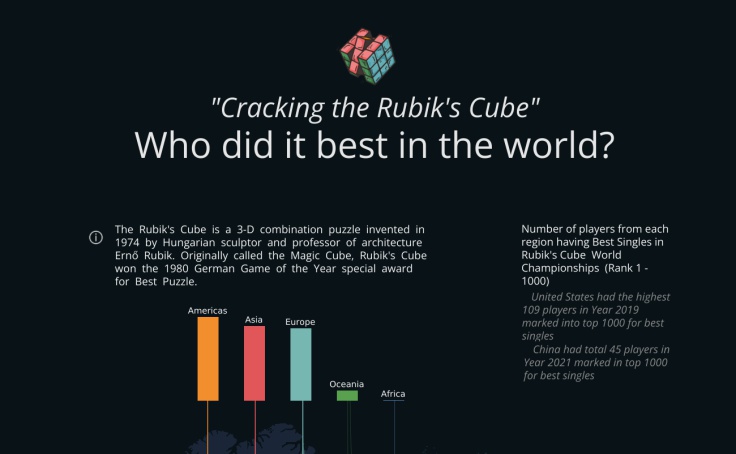 "Cracking the Rubik's Cube"
Who did it best in the world?
The Rubik's Cube is a 3-D combination puzzle invented in
1974 by Hungarian sculptor and professor of architecture
Ernő Rubik. Originally called the Magic Cube, Rubik's Cube
won the 1980 German Game of the Year special award
for Best Puzzle.
Number of players from each
region having Best Singles in
Rubik's Cube World
Championships (Rank 1 -
1000)
United States had the highest
109 players in Year 2019
marked into top 1000 for best
singles
China had total 45 players in
Year 2021 marked in top 1000
for best singles
Americas
Asia
Europe
Oceania
Africa